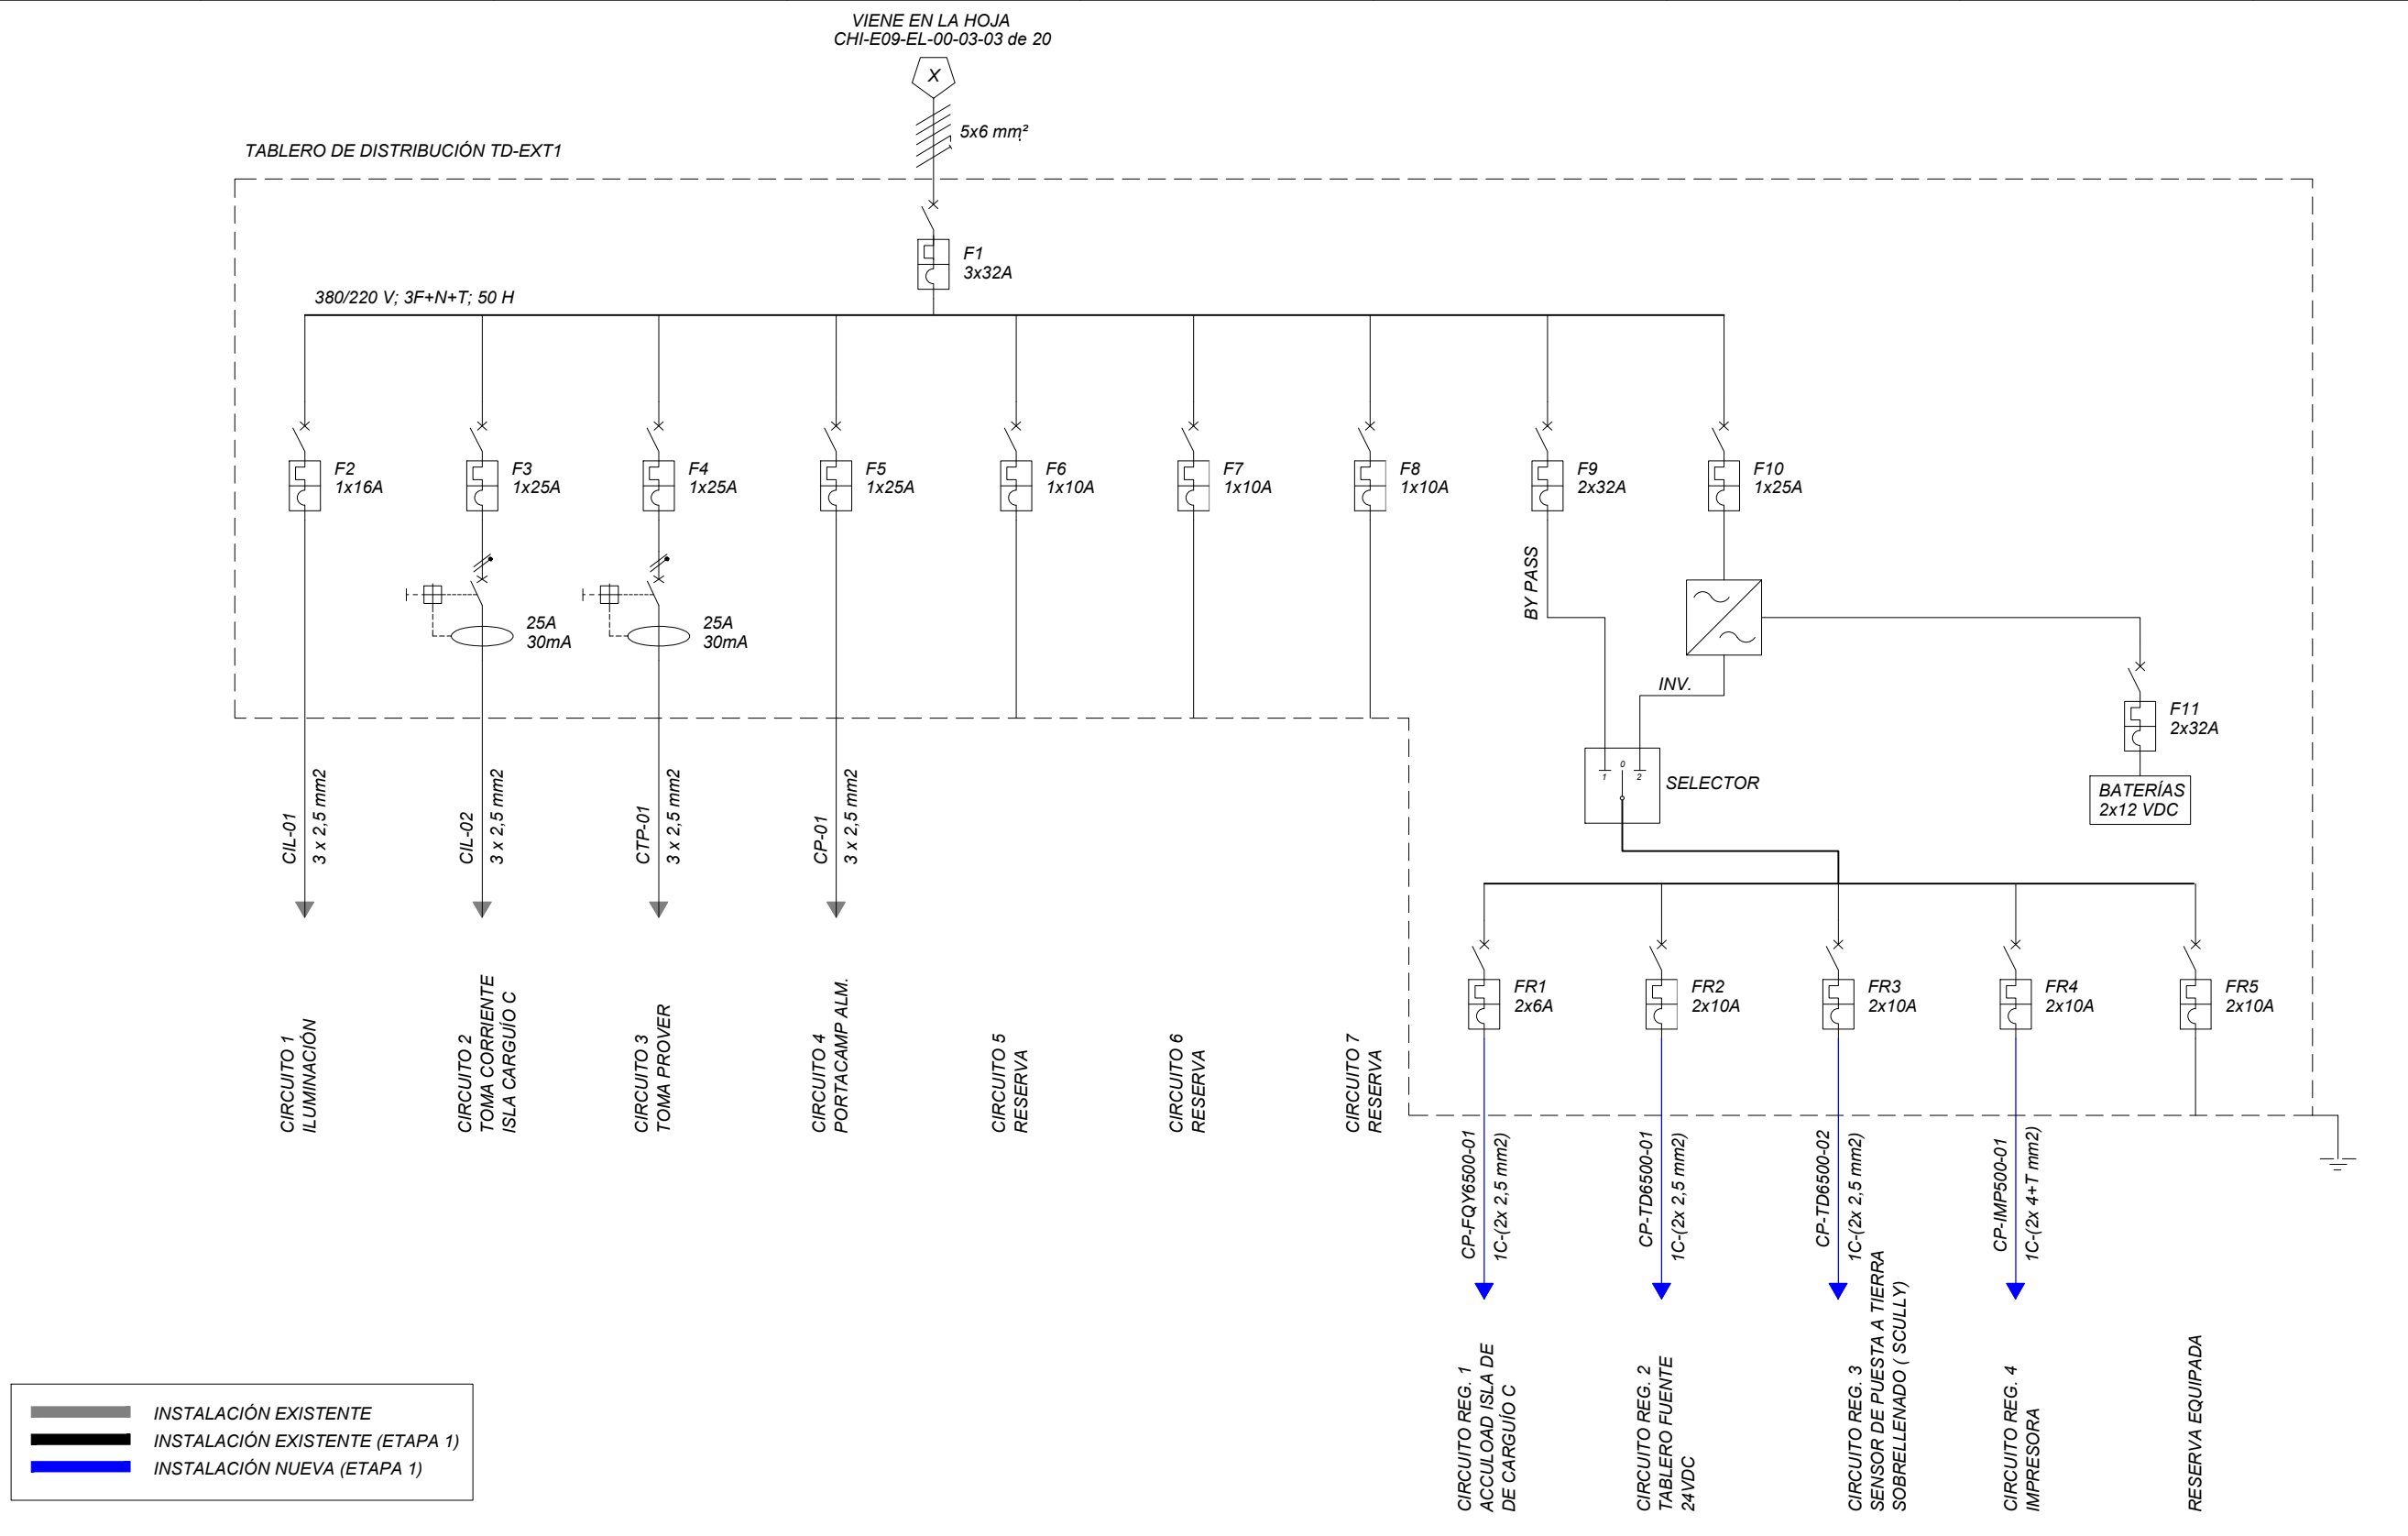 VIENE EN LA HOJA
CHI-E09-EL-00-03-03 de 20
X
5x6 mm²
TABLERO DE DISTRIBUCIÓN TD-EXT1
F1
3x32A
380/220 V; 3F+N+T; 50 H
F2
1x16A
F3
1x25A
F4
1x25A
F5
1x25A
F6
1x10A
F7
1x10A
F8
1x10A
F9
2x32A
F10
1x25A
25A
30mA
25A
30mA
BY PASS
INV.
F11
2x32A
BATERÍAS
2x12 VDC
1
0
2
SELECTOR
CIL-01
3 x 2,5 mm2
CIL-02
3 x 2,5 mm2
CTP-01
3 x 2,5 mm2
CP-01
3 x 2,5 mm2
CIRCUITO 1
ILUMINACIÓN
CIRCUITO 2
TOMA CORRIENTE
ISLA CARGUÍO C
CIRCUITO 3
TOMA PROVER
CIRCUITO 4
PORTACAMP ALM.
CIRCUITO 5
RESERVA
CIRCUITO 6
RESERVA
CIRCUITO 7
RESERVA
FR1
2x6A
FR2
2x10A
FR3
2x10A
FR4
2x10A
FR5
2x10A
CP-FQY6500-01
1C-(2x 2,5 mm2)
CP-TD6500-01
1C-(2x 2,5 mm2)
CP-TD6500-02
1C-(2x 2,5 mm2)
CP-IMP500-01
1C-(2x 4+T mm2)
CIRCUITO REG. 1
ACCULOAD ISLA DE
DE CARGUÍO C
CIRCUITO REG. 2
TABLERO FUENTE
24VDC
CIRCUITO REG. 3
SENSOR DE PUESTA A TIERRA
SOBRELLENADO ( SCULLY)
CIRCUITO REG. 4
IMPRESORA
RESERVA EQUIPADA
INSTALACIÓN EXISTENTE
INSTALACIÓN EXISTENTE (ETAPA 1)
INSTALACIÓN NUEVA (ETAPA 1)